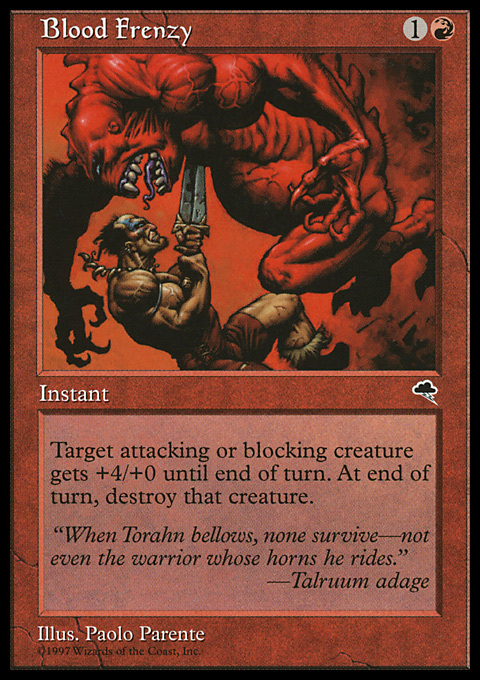 Blood Frenzy 1
Instant
Target attacking or blocking creature
gets +4/+0 until end of turn. At end of
turn, destroy that creature.
“When Torahn bellows, none survive—not
even the warrior whose horns he rides.”
—Talruum adage
Illus. Paolo Parente
©1997 Wizards of the Coast, Inc.